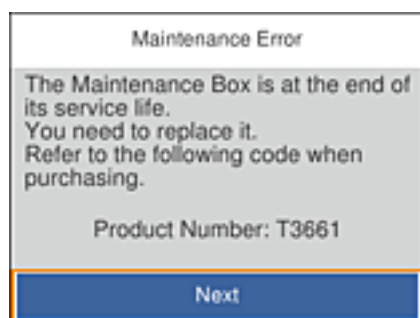 Maintenance Error
The Maintenance Box is at the end of
its service life.
You need to replace it.
Refer to the following code when
purchasing.
Product Number: T3661
Next